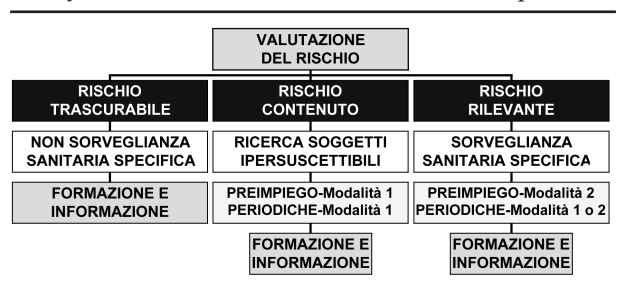 VALUTAZIONE
DEL RISCHIO
RISCHIO
TRASCURABILE
RISCHIO
CONTENUTO
RISCHIO
RILEVANTE
NON SORVEGLIANZA
SANITARIA SPECIFICA
RICERCA SOGGETTI
IPERSUSCETTIBILI
SORVEGLIANZA
SANITARIA SPECIFICA
FORMAZIONE E
INFORMAZIONE
PREIMPIEGO-Modalità 1
PERIODICHE-Modalità 1
PREIMPIEGO-Modalità 2
PERIODICHE-Modalità 1 o 2
FORMAZIONE E
INFORMAZIONE
FORMAZIONE E
INFORMAZIONE